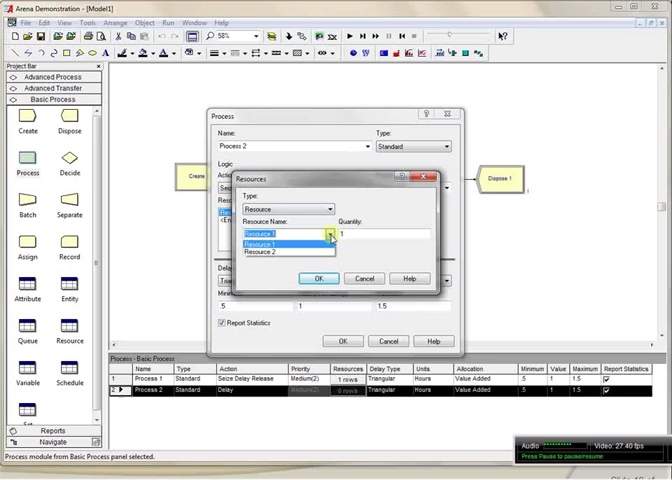 Arena Demonstration - [Model1]
File Edit View Tools Arrange Object Run Window Help
58%
Project Bar
Advanced Process
Advanced Transfer
Basic Process
Create Dispose
Process Decide
Batch Separate
Assign Record
Attribute Entity
Queue Resource
Variable Schedule
Set
Reports
Navigate
Create
Dispose 1
Process
Name: Type:
Process 2 Standard
Logic
Delay
Minim
.5 1 1.5
Report Statistics
OK Cancel Help
Resources
Type:
Resource
Resource Name: Quantity:
Resource 1 1
Resource 1
Resource 2
OK Cancel Help
Process - Basic Process
Name Type Action Priority Resources Delay Type Units Allocation Minimum Value Maximum Report Statistics
1 Process 1 Standard Seize Delay Release Medium(2) 1 rows Triangular Hours Value Added .5 1 1.5
2 Process 2 Standard Delay Medium(2) 0 rows Triangular Hours Value Added .5 1 1.5
Audio Video: 27.40 fps
Press Pause to pause/resume
Process module from Basic Process panel selected.